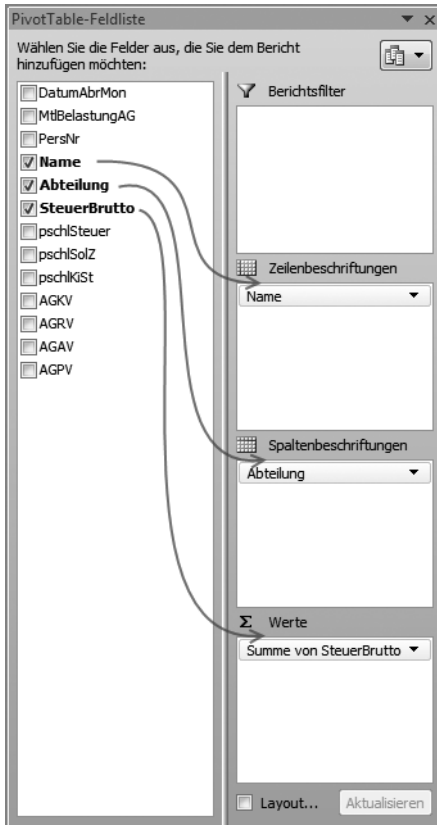 PivotTable-Feldliste
Wählen Sie die Felder aus, die Sie dem Bericht
hinzufügen möchten:
DatumAbrMon
MtlBelastungAG
PersNr
Name
Abteilung
SteuerBrutto
pschlSteuer
pschlSolZ
pschlKiSt
AGKV
AGRV
AGAV
AGPV
Berichtsfilter
Zeilenbeschriftungen
Name
Spaltenbeschriftungen
Abteilung
Σ Werte
Summe von SteuerBrutto
Layout...
Aktualisieren